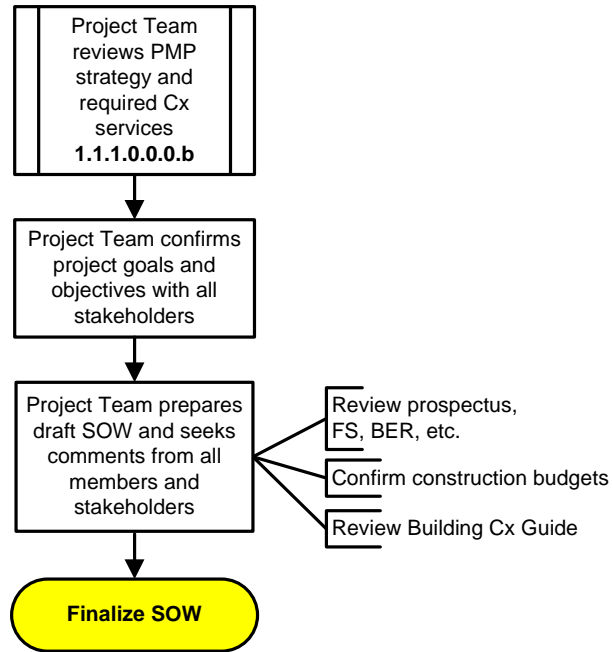 Project Team
reviews PMP
strategy and
required Cx
services
1.1.1.0.0.0.b
Project Team confirms
project goals and
objectives with all
stakeholders
Project Team prepares
draft SOW and seeks
comments from all
members and
stakeholders
Review prospectus,
FS, BER, etc.
Confirm construction budgets
Review Building Cx Guide
Finalize SOW